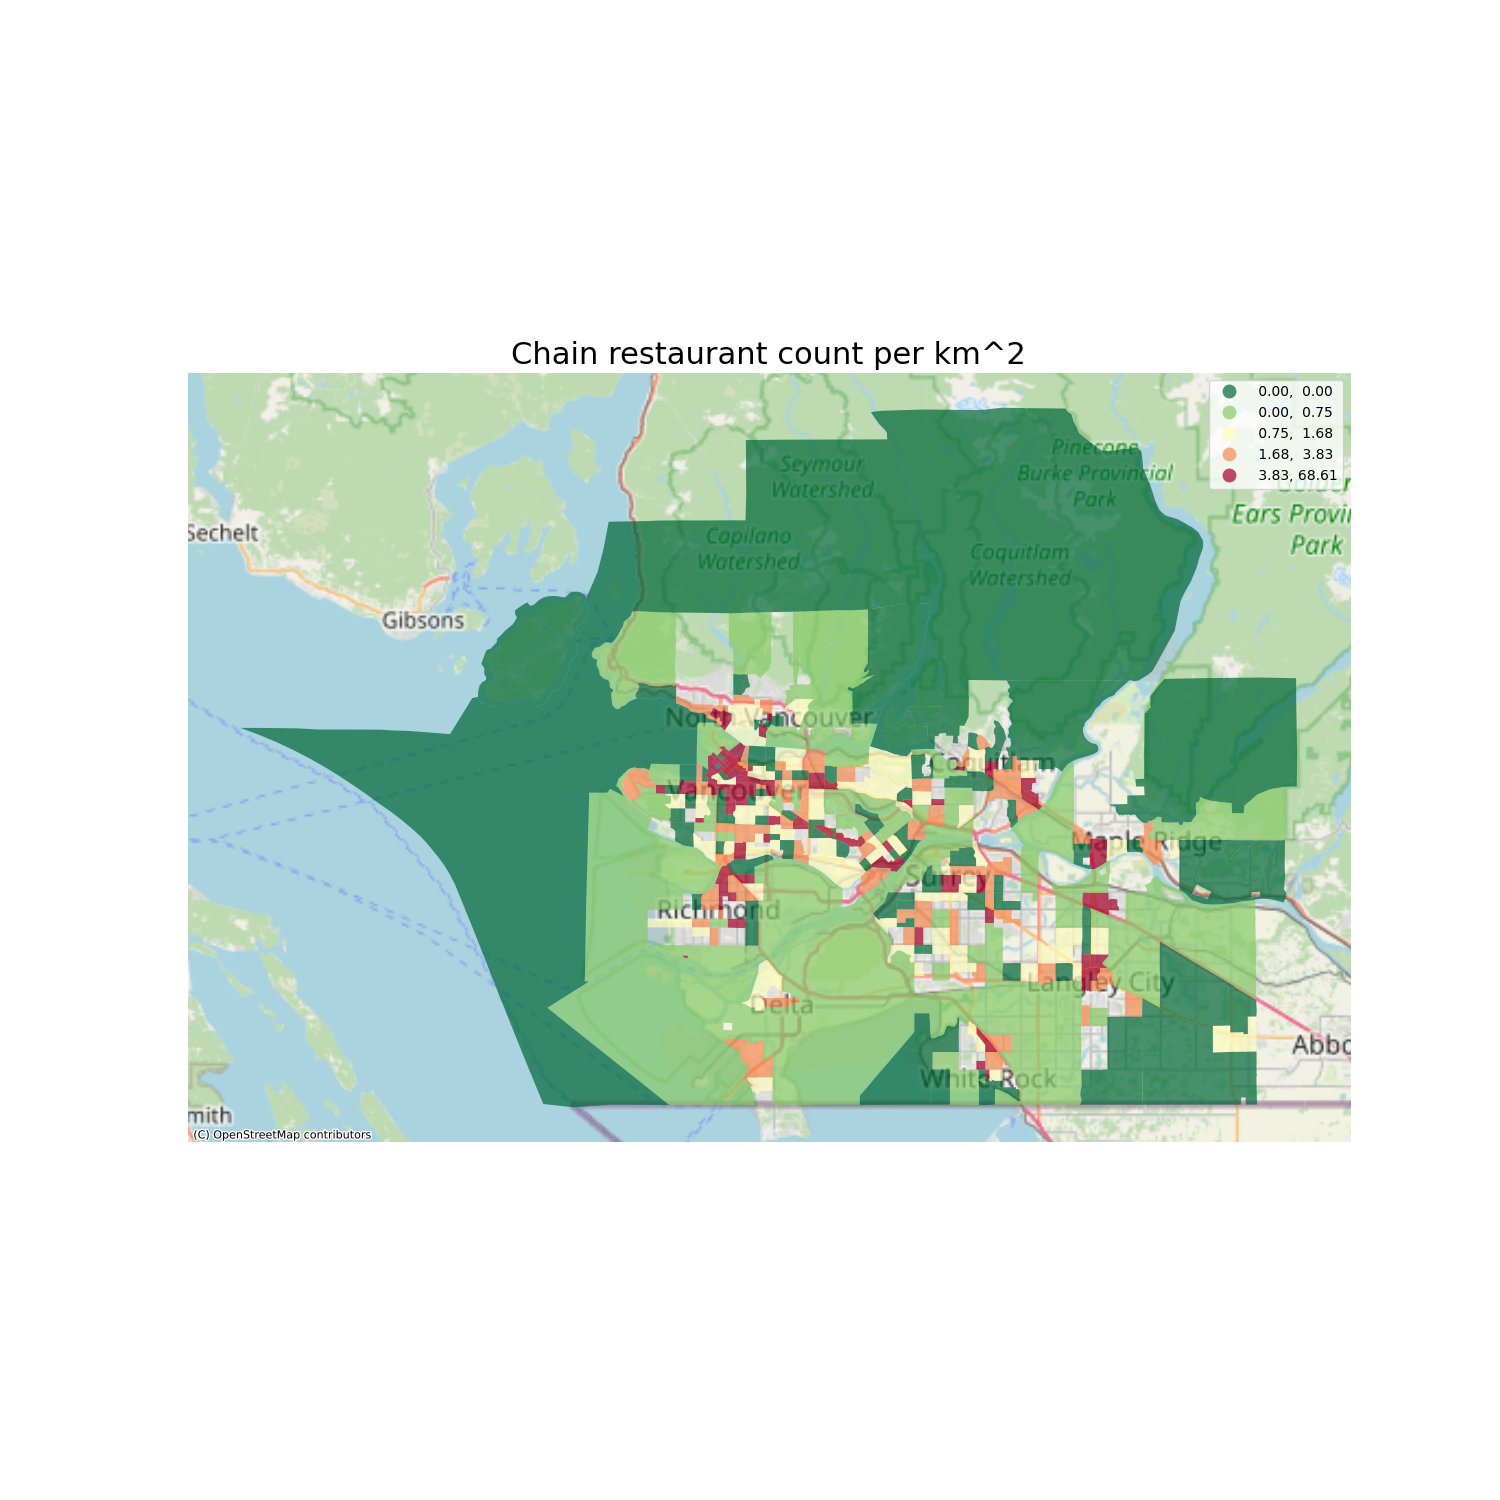 Chain restaurant count per km^2
0.00, 0.00
0.00, 0.75
0.75, 1.68
1.68, 3.83
3.83, 68.61
Pinecone
Burke Provincial
Park
Seymour
Watershed
Ears
Park
Sechelt
Capilano
Watershed
Coquitlam
Watershed
Gibsons
North Vancouver
Coquitlam
Vancouver
Maple Ridge
Surrey
Richmond
Langley City
Delta
Abbo
White Rock
mith
(C) OpenStreetMap contributors